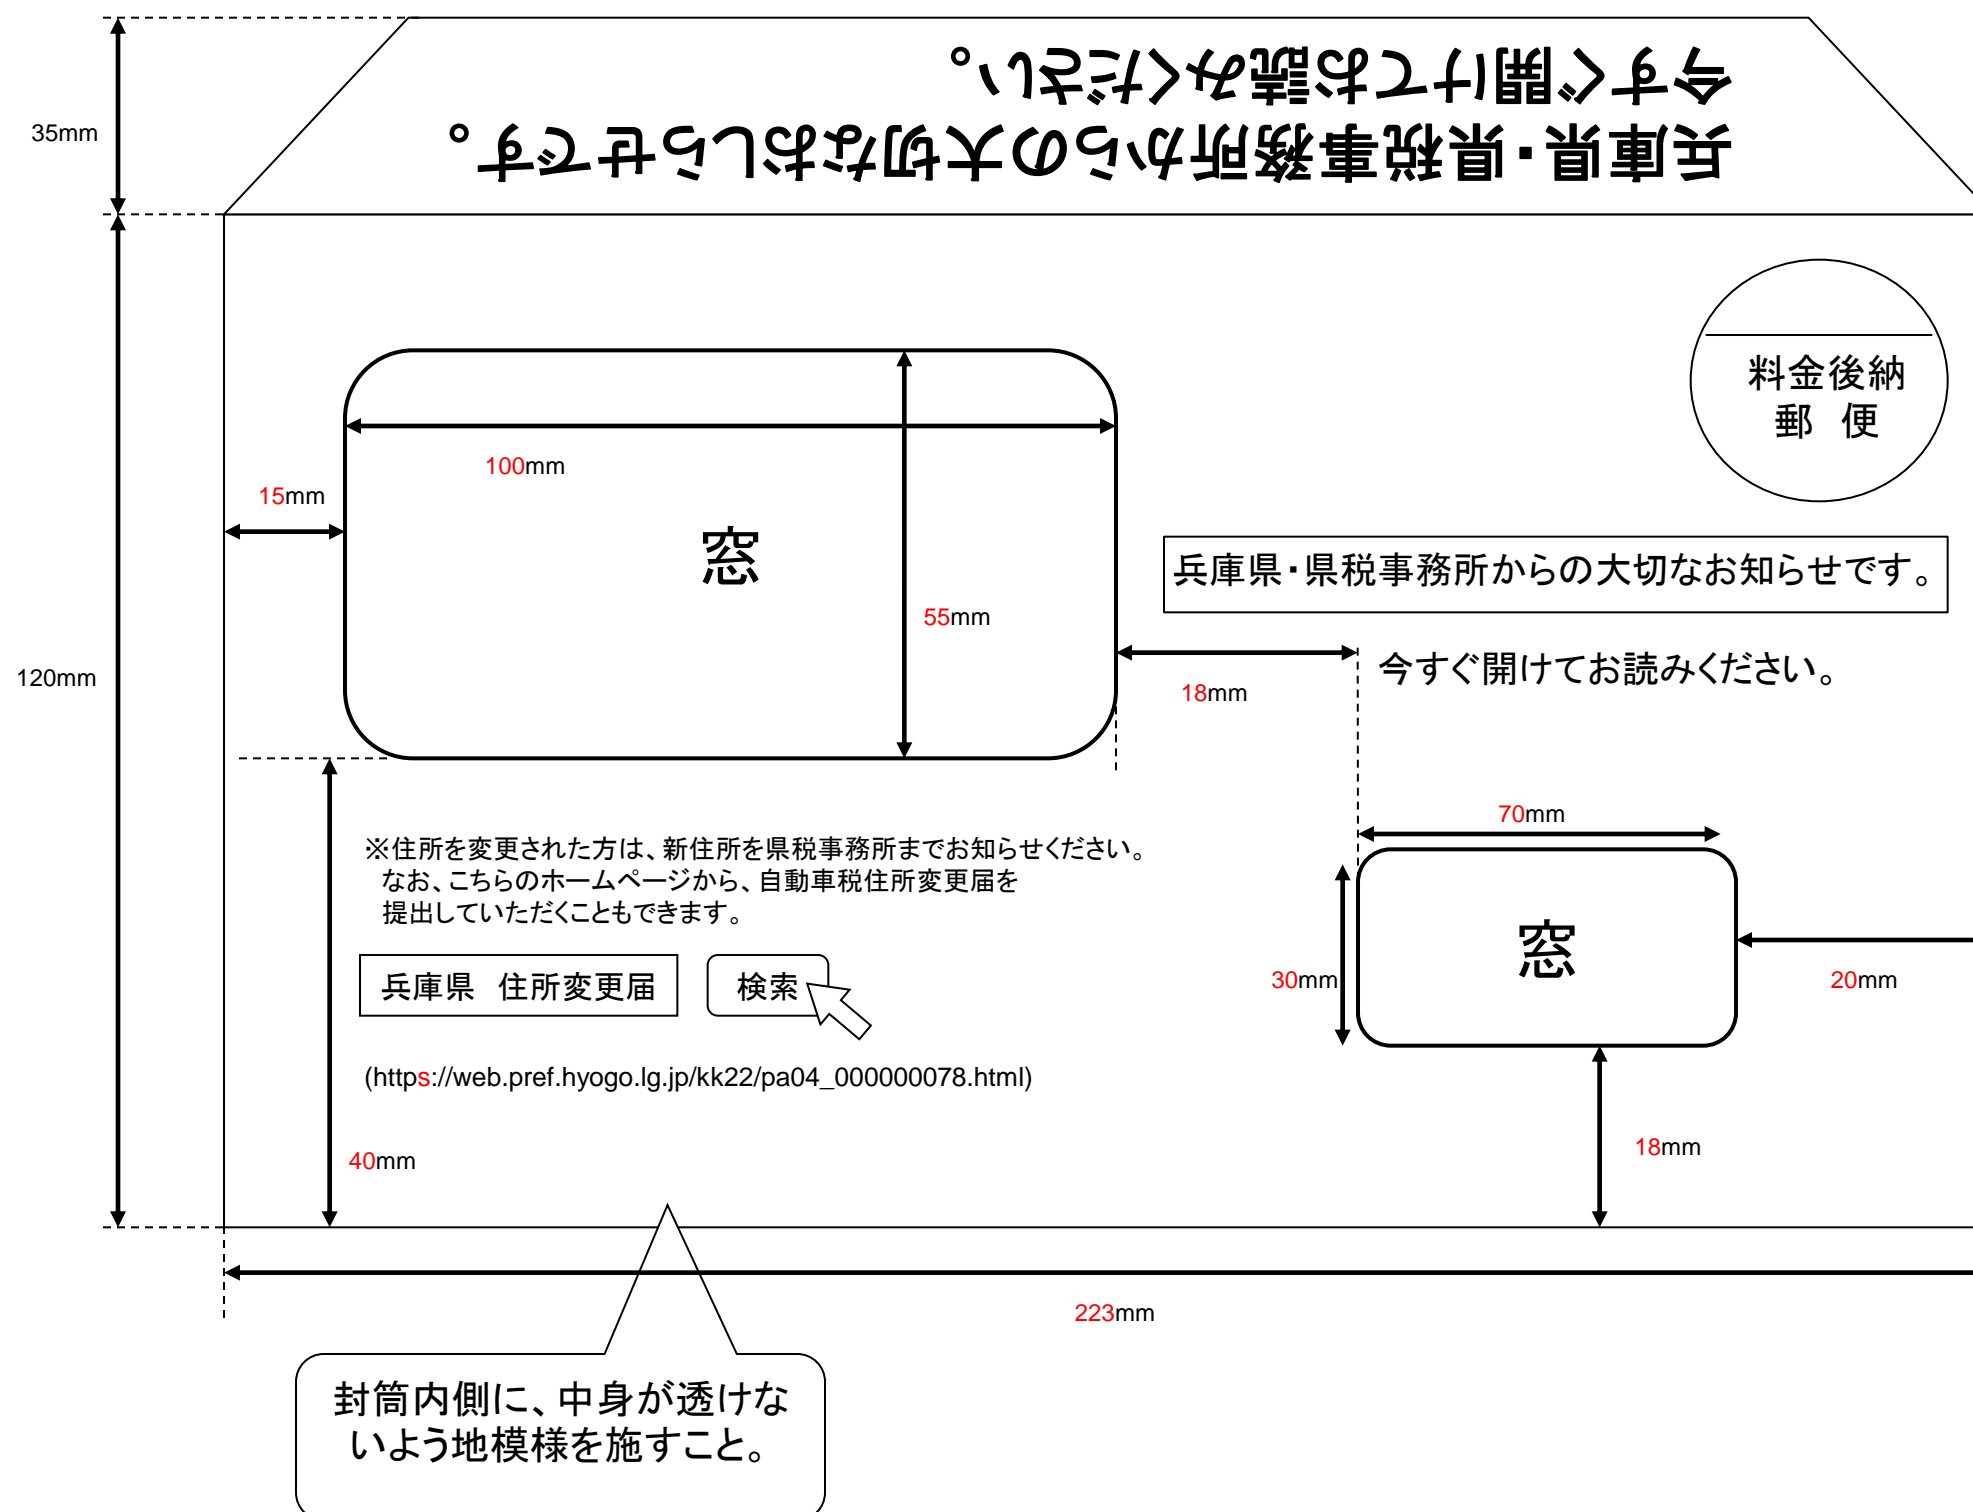 兵庫県・県税事務所からの大切なおしらせです。
今すぐ開けてお読みください。
35mm
料金後納
郵　便
100mm
15mm
窓
兵庫県・県税事務所からの大切なお知らせです。
55mm
今すぐ開けてお読みください。
120mm
18mm
70mm
※住所を変更された方は、新住所を県税事務所までお知らせください。
なお、こちらのホームページから、自動車税住所変更届を
提出していただくこともできます。
窓
兵庫県　住所変更届
検索
30mm
20mm
(https://web.pref.hyogo.lg.jp/kk22/pa04_000000078.html)
18mm
40mm
223mm
封筒内側に、中身が透けな
いよう地模様を施すこと。